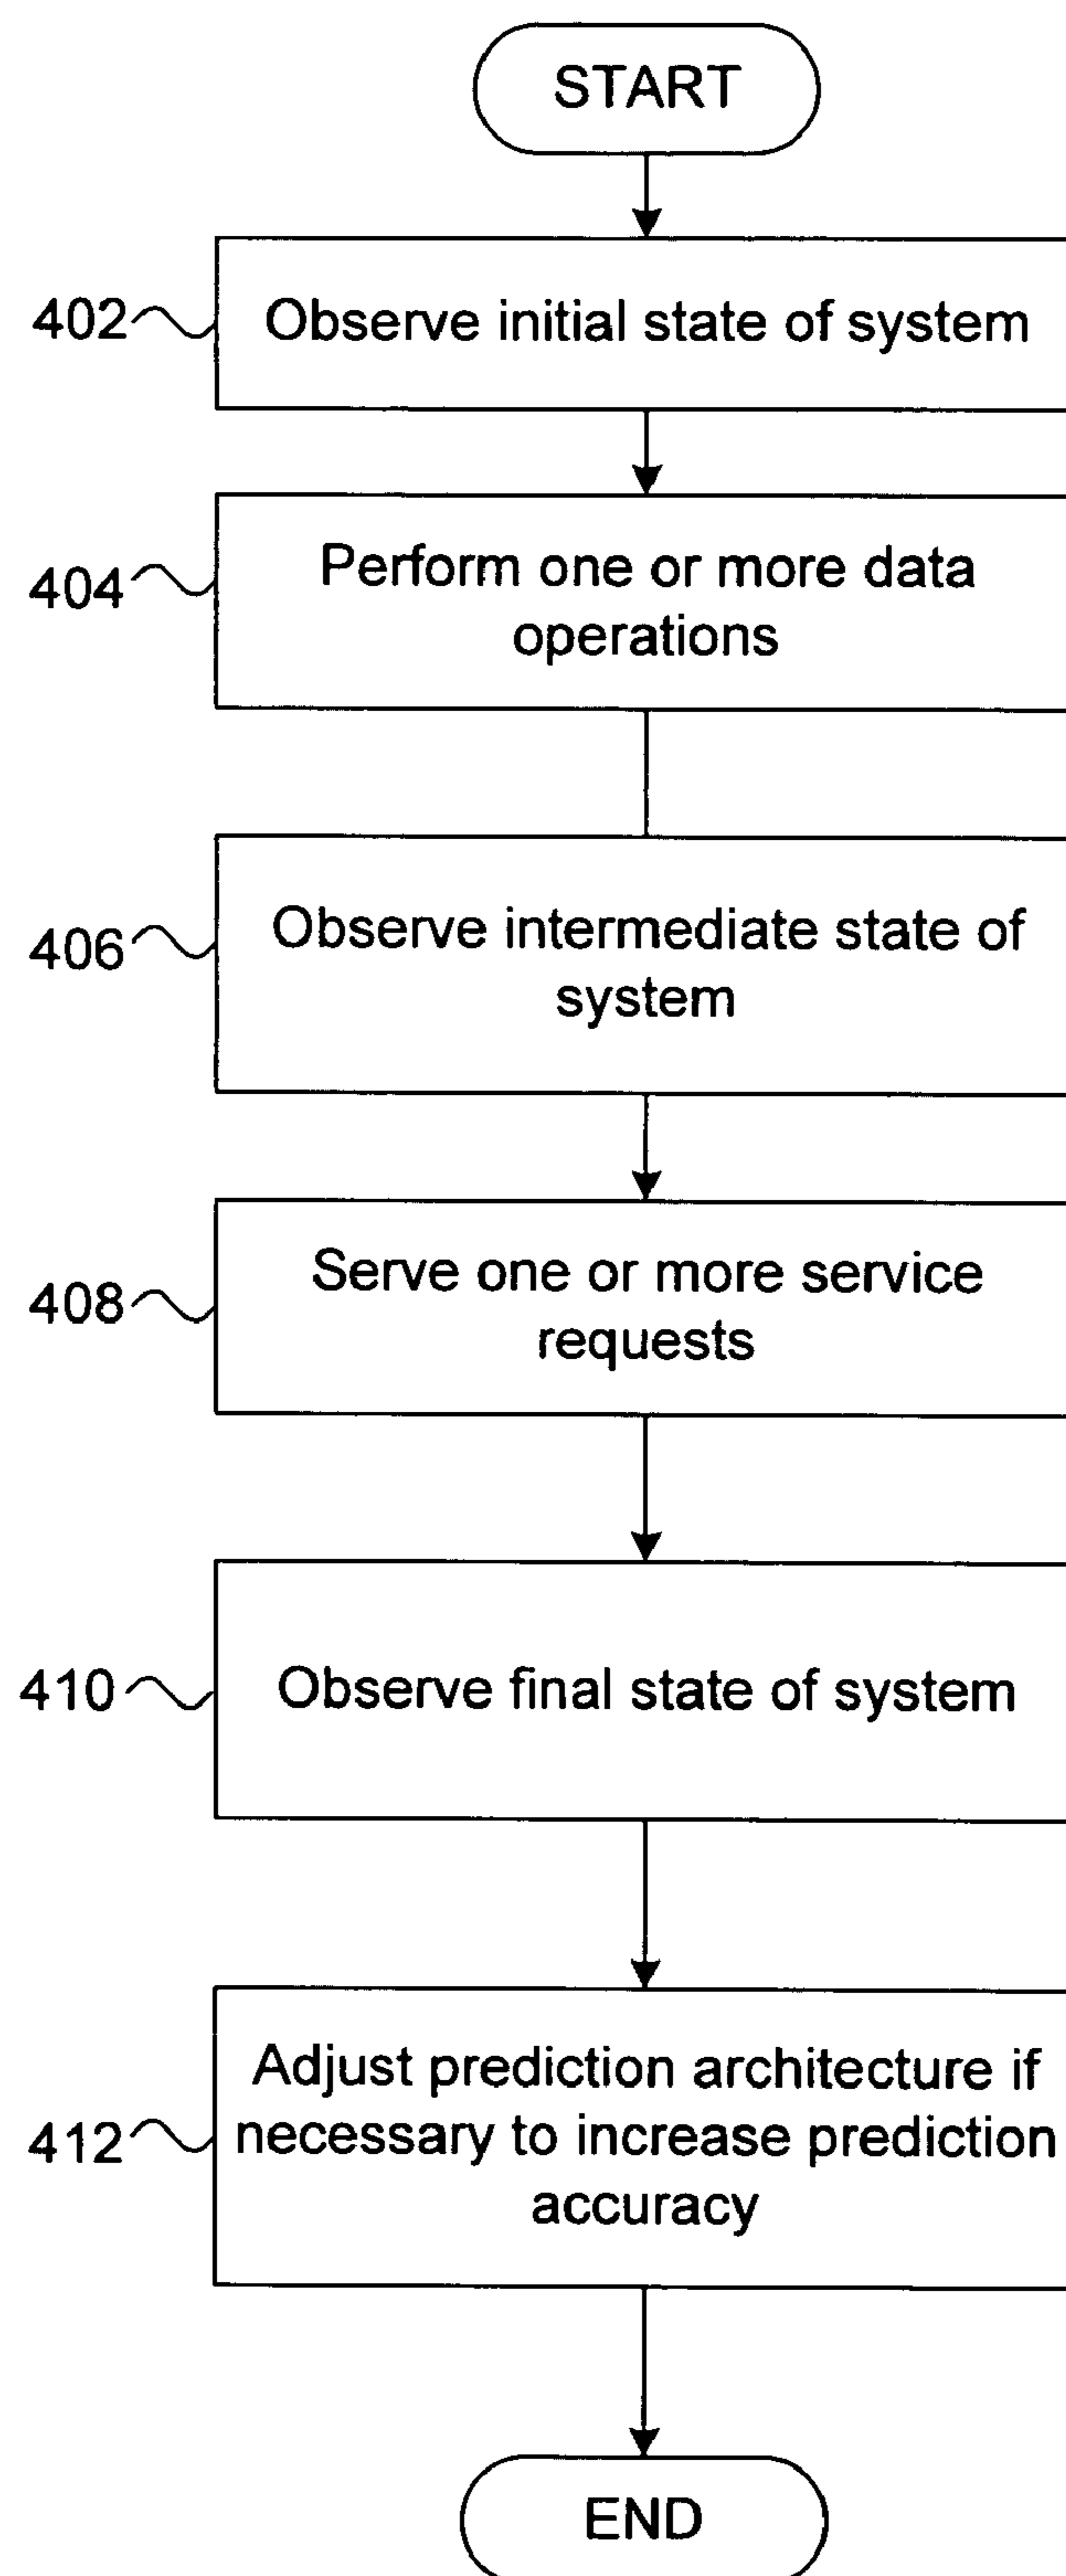 START
402
Observe initial state of system
404
Perform one or more data
operations
406
Observe intermediate state of
system
408
Serve one or more service
requests
410
Observe final state of system
412
Adjust prediction architecture if
necessary to increase prediction
accuracy
END